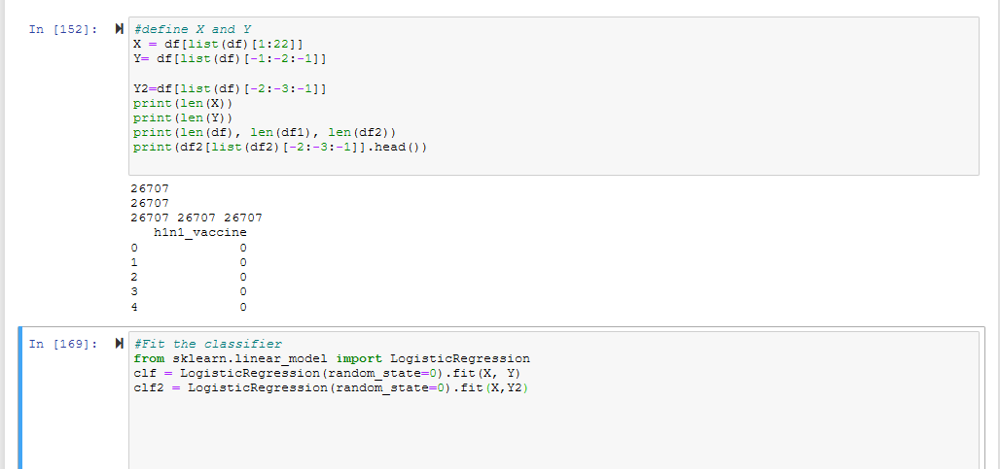 In [152]:
#define X and Y
X = df[list(df)[1:22]]
Y= df[list(df)[-1:-2:-1]]
Y2=df[list(df)[-2:-3:-1]]
print(len(X))
print(len(Y))
print(len(df), len(df1), len(df2))
print(df2[list(df2)[-2:-3:-1]].head())
26707
26707
26707 26707 26707
h1n1_vaccine
0 0
1 0
2 0
3 0
4 0
In [169]:
#Fit the classifier
from sklearn.linear_model import LogisticRegression
clf = LogisticRegression(random_state=0).fit(X, Y)
clf2 = LogisticRegression(random_state=0).fit(X,Y2)